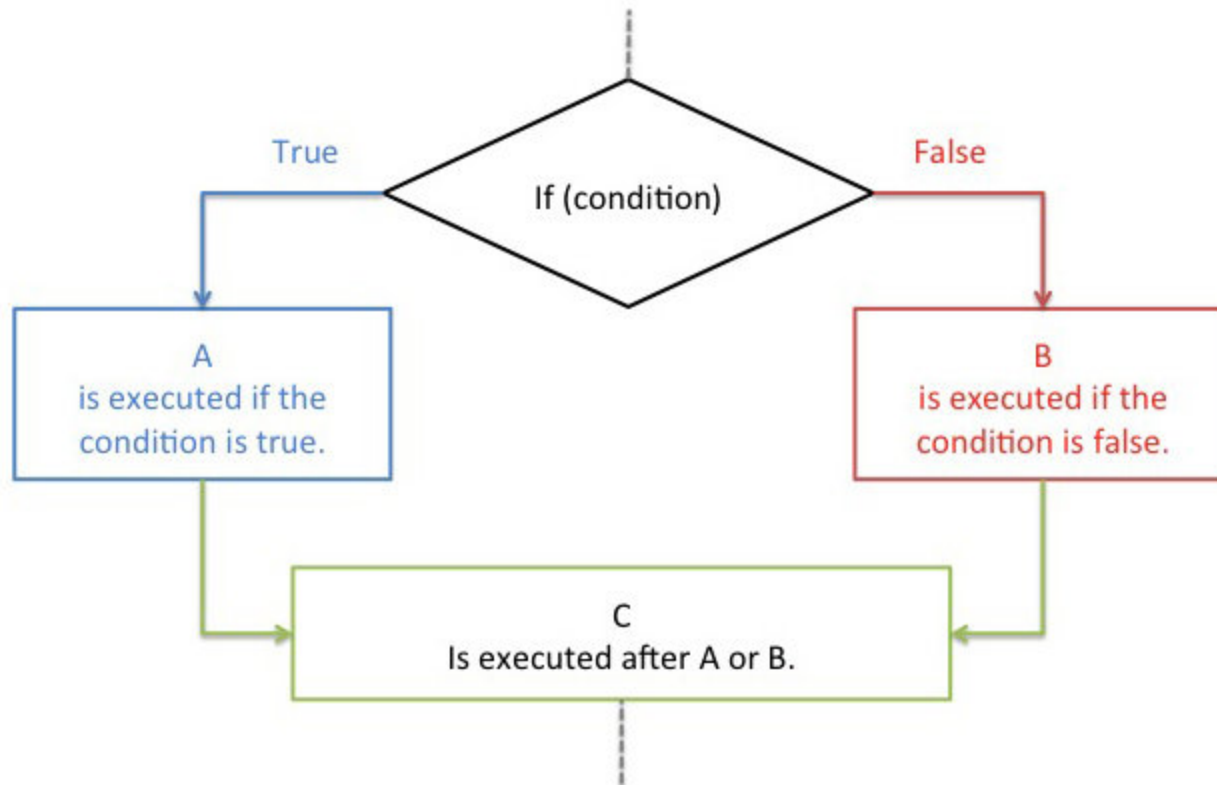 True
If (condition)
False
A
is executed if the
condition is true.
B
is executed if the
condition is false.
C
Is executed after A or B.